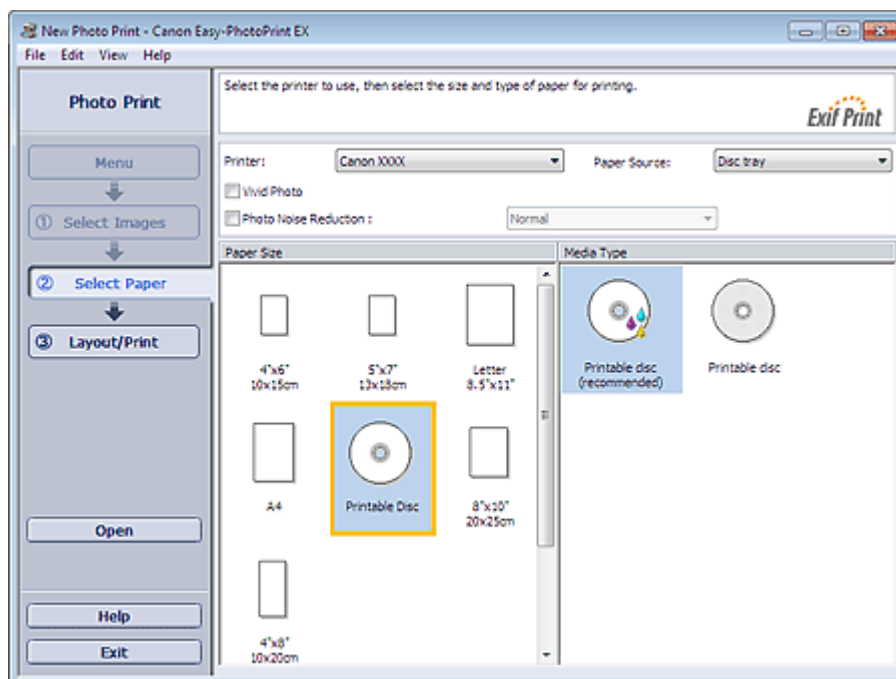 New Photo Print - Canon Easy-PhotoPrint EX
File Edit View Help
Photo Print
Select the printer to use, then select the size and type of paper for printing.
Exif Print
Menu
Printer: Canon XXXX Paper Source: Disc tray
Vivid Photo
① Select Images
Photo Noise Reduction : Normal
Paper Size Media Type
② Select Paper
③ Layout/Print
4"x6" 5"x7" Letter
10x15cm 13x18cm 8.5"x11"
Printable disc Printable disc
(recommended)
A4 Printable Disc 8"x10"
20x25cm
Open
Help
4"x8"
10x20cm
Exit